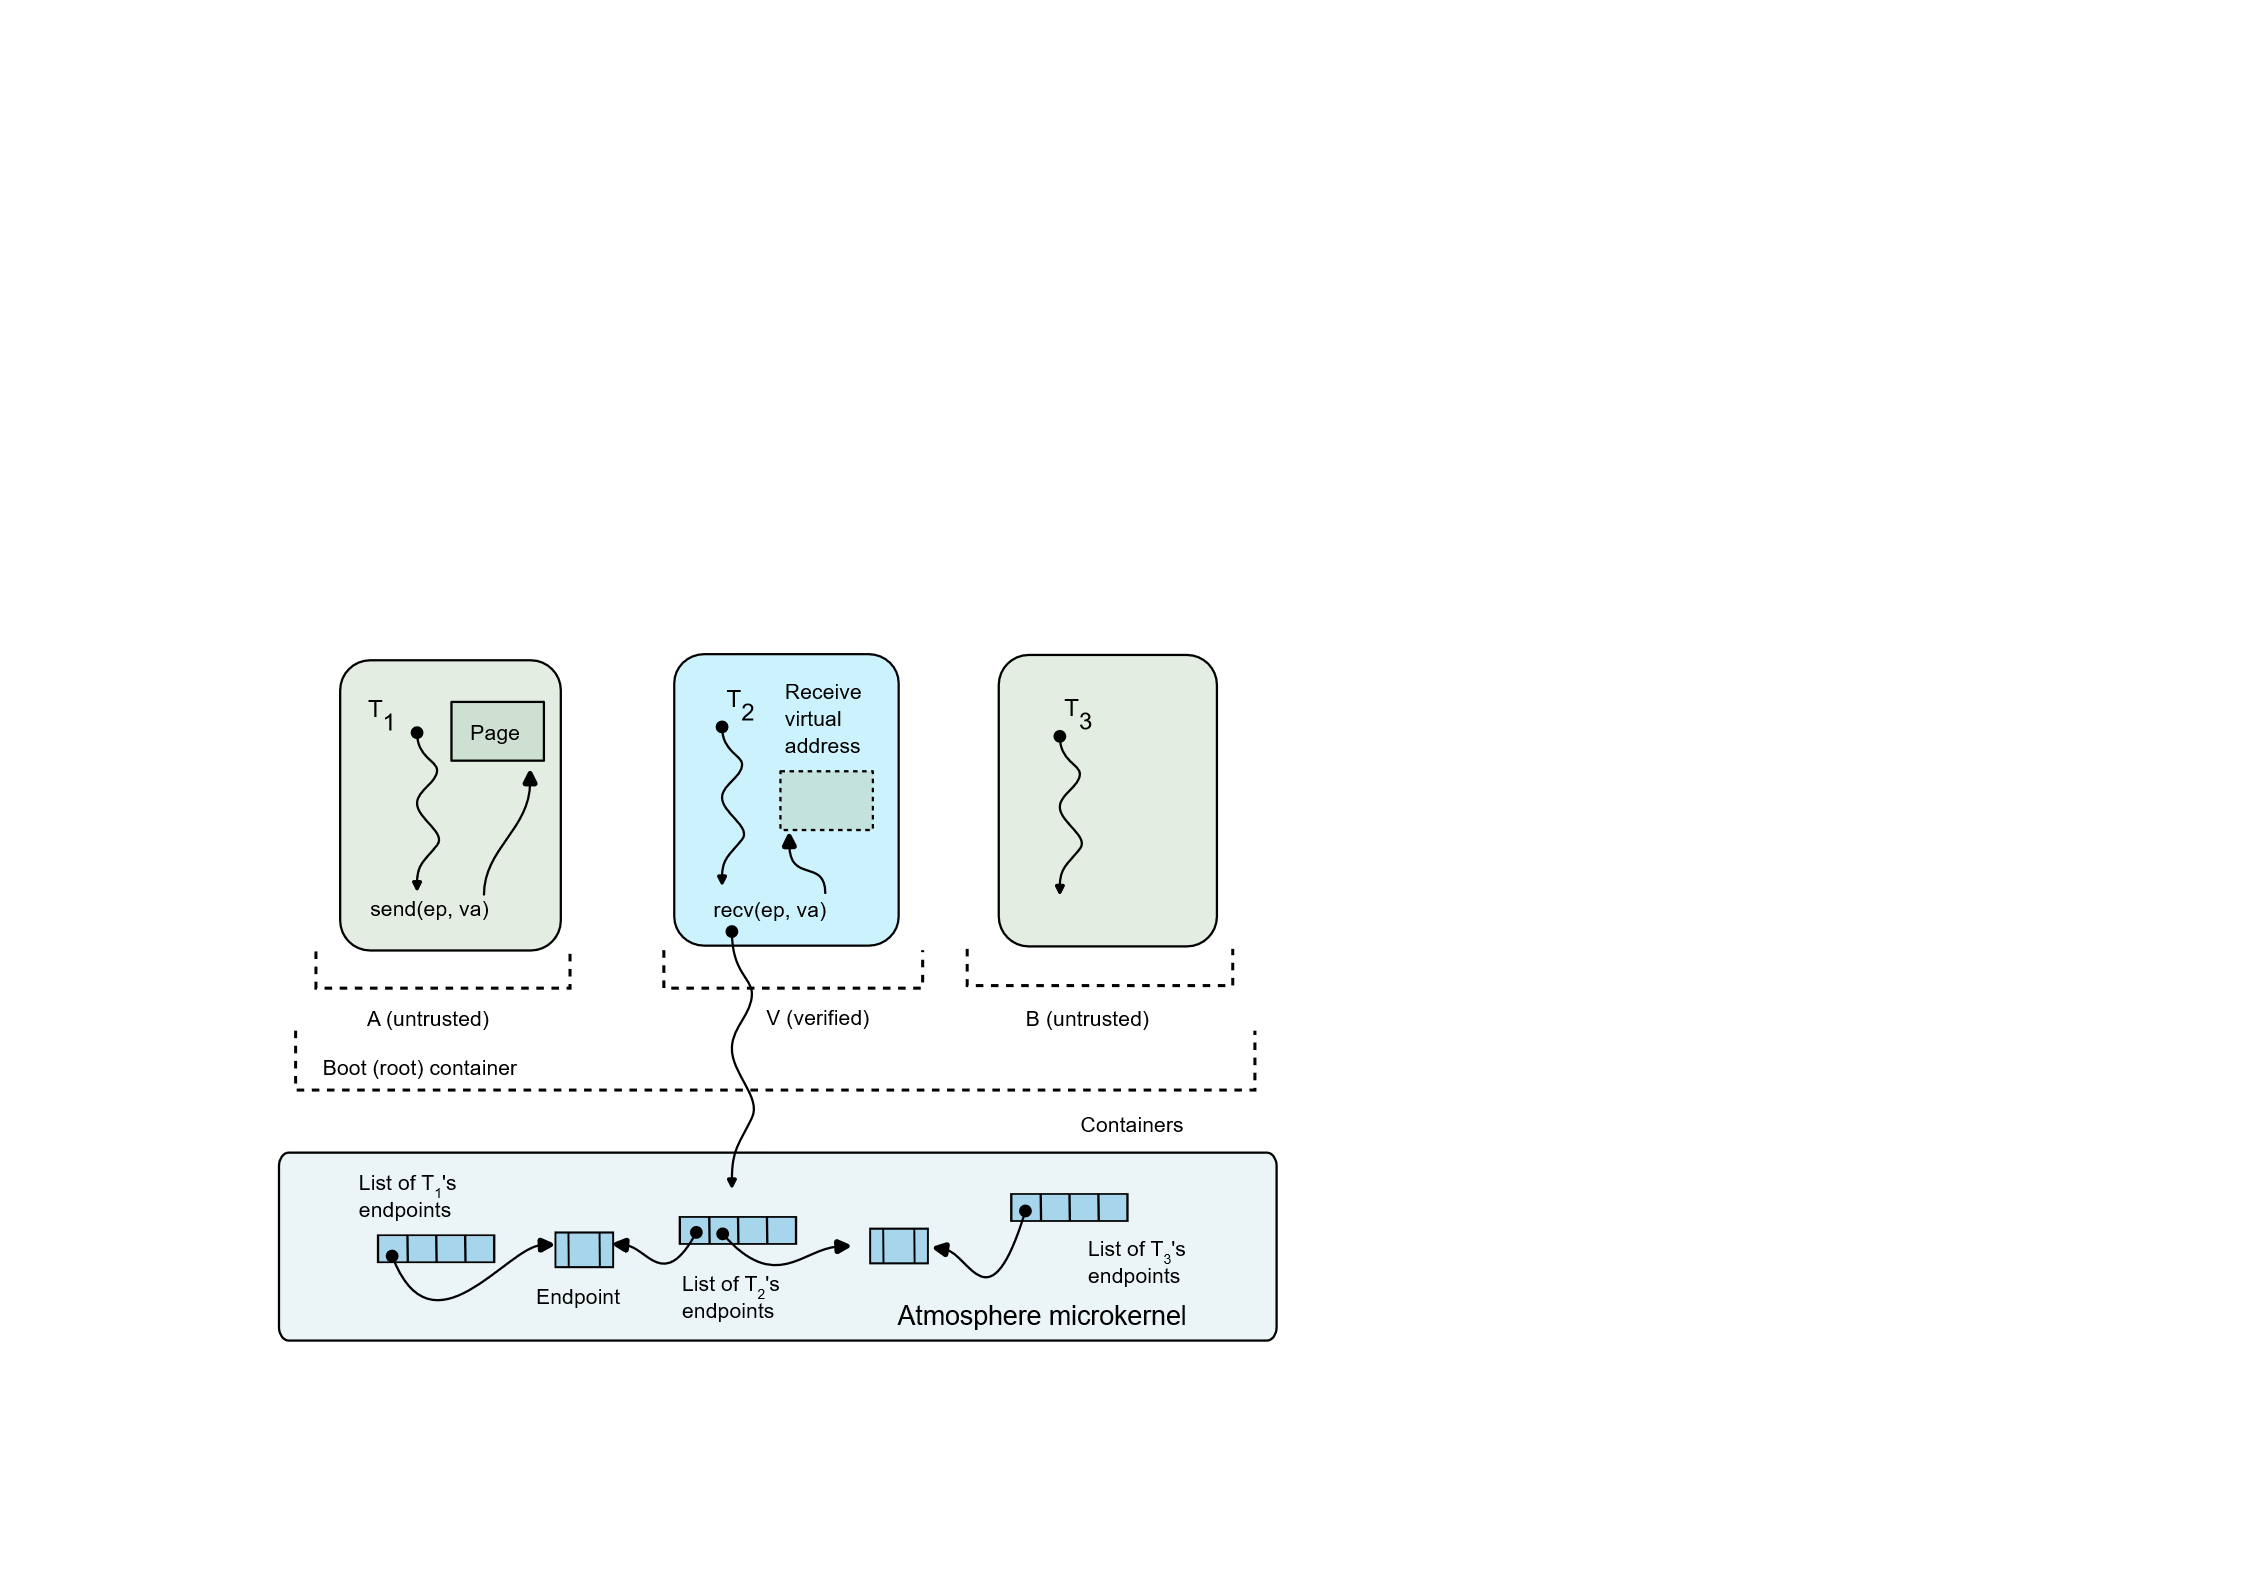 T1
Page
send(ep, va)
T2
Receive
virtual
address
recv(ep, va)
T3
A (untrusted)
V (verified)
B (untrusted)
Boot (root) container
Containers
List of T1's
endpoints
Endpoint
List of T2's
endpoints
List of T3's
endpoints
Atmosphere microkernel